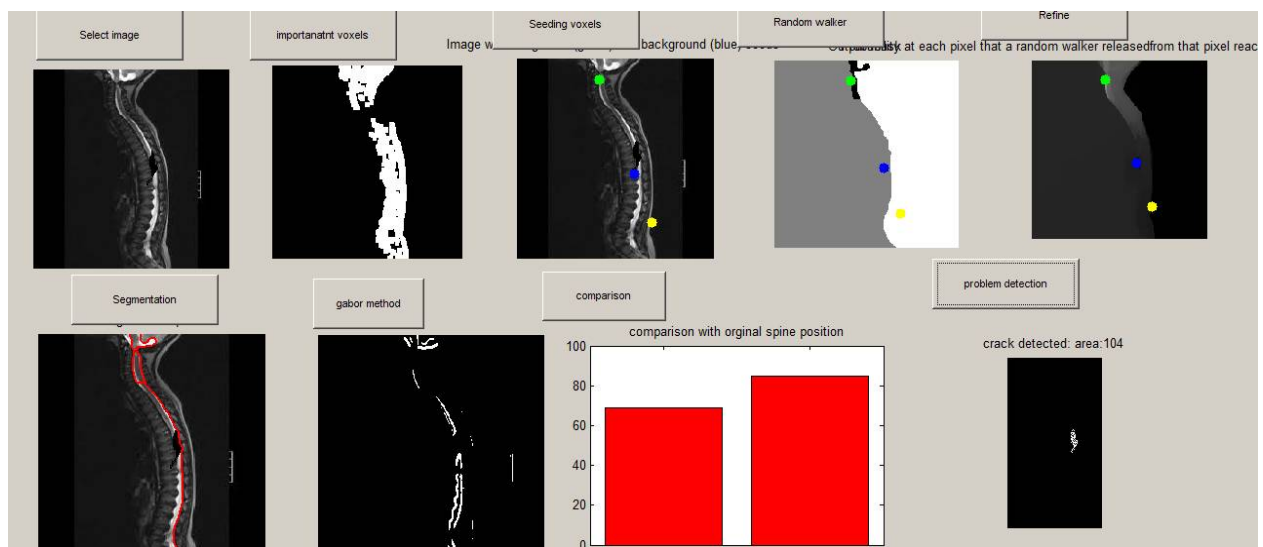 Select image
importanatnt voxels
Seeding voxels
Random walker
Refine
Image w
background (blue)
at each pixel that a random walker releasedfrom that pixel reac
Segmentation
gabor method
comparison
problem detection
comparison with orginal spine position
crack detected: area:104
100
80
60
40
20
0